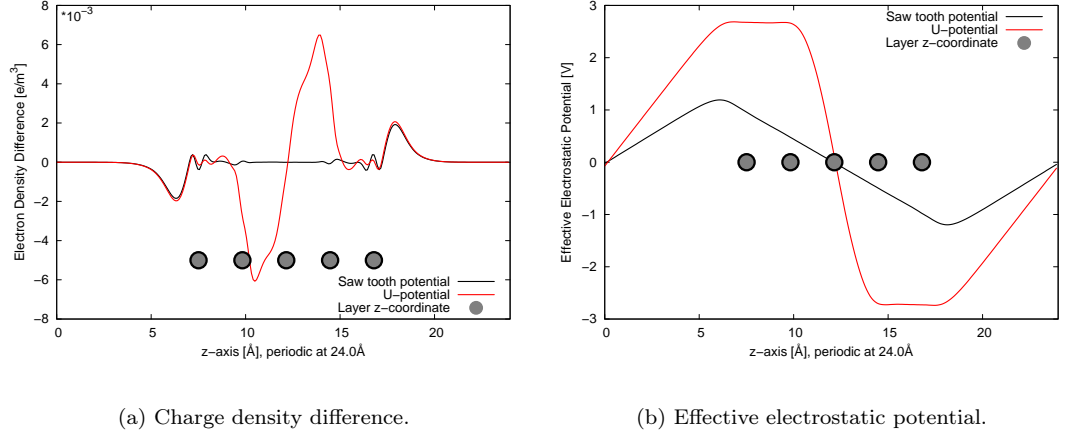 *10⁻³
8
6
4
2
0
−2
−4
−6
−8
Electron Density Difference [e/m³]
Saw tooth potential
U−potential
Layer z−coordinate
0 5 10 15 20
z−axis [Å], periodic at 24.0Å
(a) Charge density difference.
3
2
1
0
−1
−2
−3
Effective Electrostatic Potential [V]
Saw tooth potential
U−potential
Layer z−coordinate
0 5 10 15 20
z−axis [Å], periodic at 24.0Å
(b) Effective electrostatic potential.